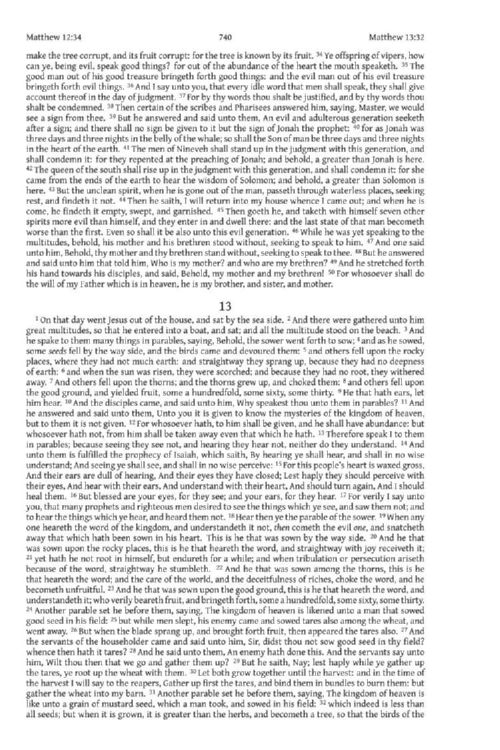 Matthew 12:34 740 Matthew 13:32
make the tree corrupt, and its fruit corrupt: for the tree is known by its fruit. 34 Ye offspring of vipers, how
can ye, being evil, speak good things? for out of the abundance of the heart the mouth speaketh. 35 The
good man out of his good treasure bringeth forth good things: and the evil man out of his evil treasure
bringeth forth evil things. 36 And I say unto you, that every idle word that men shall speak, they shall give
account thereof in the day of judgment. 37 For by thy words thou shalt be justified, and by thy words thou
shalt be condemned. 38 Then certain of the scribes and Pharisees answered him, saying, Master, we would
see a sign from thee. 39 But he answered and said unto them, An evil and adulterous generation seeketh
after a sign; and there shall no sign be given to it but the sign of Jonah the prophet: 40 for as Jonah was
three days and three nights in the belly of the whale; so shall the Son of man be three days and three nights
in the heart of the earth. 41 The men of Nineveh shall stand up in the judgment with this generation, and
shall condemn it: for they repented at the preaching of Jonah; and behold, a greater than Jonah is here.
42 The queen of the south shall rise up in the judgment with this generation, and shall condemn it: for she
came from the ends of the earth to hear the wisdom of Solomon; and behold, a greater than Solomon is
here. 43 But the unclean spirit, when he is gone out of the man, passeth through waterless places, seeking
rest, and findeth it not. 44 Then he saith, I will return into my house whence I came out; and when he is
come, he findeth it empty, swept, and garnished. 45 Then goeth he, and taketh with himself seven other
spirits more evil than himself, and they enter in and dwell there: and the last state of that man becometh
worse than the first. Even so shall it be also unto this evil generation. 46 While he was yet speaking to the
multitudes, behold, his mother and his brethren stood without, seeking to speak to him. 47 And one said
unto him, Behold, thy mother and thy brethren stand without, seeking to speak to thee. 48 But he answered
and said unto him that told him, Who is my mother? and who are my brethren? 49 And he stretched forth
his hand towards his disciples, and said, Behold, my mother and my brethren! 50 For whosoever shall do
the will of my Father which is in heaven, he is my brother, and sister, and mother.
13
1 On that day went Jesus out of the house, and sat by the sea side. 2 And there were gathered unto him
great multitudes, so that he entered into a boat, and sat; and all the multitude stood on the beach. 3 And
he spake to them many things in parables, saying, Behold, the sower went forth to sow; 4 and as he sowed,
some seeds fell by the way side, and the birds came and devoured them: 5 and others fell upon the rocky
places, where they had not much earth: and straightway they sprang up, because they had no deepness
of earth: 6 and when the sun was risen, they were scorched; and because they had no root, they withered
away. 7 And others fell upon the thorns; and the thorns grew up, and choked them: 8 and others fell upon
the good ground, and yielded fruit, some a hundredfold, some sixty, some thirty. 9 He that hath ears, let
him hear. 10 And the disciples came, and said unto him, Why speakest thou unto them in parables? 11 And
he answered and said unto them, Unto you it is given to know the mysteries of the kingdom of heaven,
but to them it is not given. 12 For whosoever hath, to him shall be given, and he shall have abundance: but
whosoever hath not, from him shall be taken away even that which he hath. 13 Therefore speak I to them
in parables; because seeing they see not, and hearing they hear not, neither do they understand. 14 And
unto them is fulfilled the prophecy of Isaiah, which saith, By hearing ye shall hear, and shall in no wise
understand; And seeing ye shall see, and shall in no wise perceive: 15 For this people's heart is waxed gross,
And their ears are dull of hearing, And their eyes they have closed; Lest haply they should perceive with
their eyes, And hear with their ears, And understand with their heart, And should turn again, And I should
heal them. 16 But blessed are your eyes, for they see; and your ears, for they hear. 17 For verily I say unto
you, that many prophets and righteous men desired to see the things which ye see, and saw them not; and
to hear the things which ye hear, and heard them not. 18 Hear then ye the parable of the sower. 19 When any
one heareth the word of the kingdom, and understandeth it not, then cometh the evil one, and snatcheth
away that which hath been sown in his heart. This is he that was sown by the way side. 20 And he that
was sown upon the rocky places, this is he that heareth the word, and straightway with joy receiveth it;
21 yet hath he not root in himself, but endureth for a while; and when tribulation or persecution ariseth
because of the word, straightway he stumbleth. 22 And he that was sown among the thorns, this is he
that heareth the word; and the care of the world, and the deceitfulness of riches, choke the word, and he
becometh unfruitful. 23 And he that was sown upon the good ground, this is he that heareth the word, and
understandeth it; who verily beareth fruit, and bringeth forth, some a hundredfold, some sixty, some thirty.
24 Another parable set he before them, saying, The kingdom of heaven is likened unto a man that sowed
good seed in his field: 25 but while men slept, his enemy came and sowed tares also among the wheat, and
went away. 26 But when the blade sprang up, and brought forth fruit, then appeared the tares also. 27 And
the servants of the householder came and said unto him, Sir, didst thou not sow good seed in thy field?
whence then hath it tares? 28 And he said unto them, An enemy hath done this. And the servants say unto
him, Wilt thou then that we go and gather them up? 29 But he saith, Nay; lest haply while ye gather up
the tares, ye root up the wheat with them. 30 Let both grow together until the harvest: and in the time of
the harvest I will say to the reapers, Gather up first the tares, and bind them in bundles to burn them: but
gather the wheat into my barn. 31 Another parable set he before them, saying, The kingdom of heaven is
like unto a grain of mustard seed, which a man took, and sowed in his field: 32 which indeed is less than
all seeds; but when it is grown, it is greater than the herbs, and becometh a tree, so that the birds of the